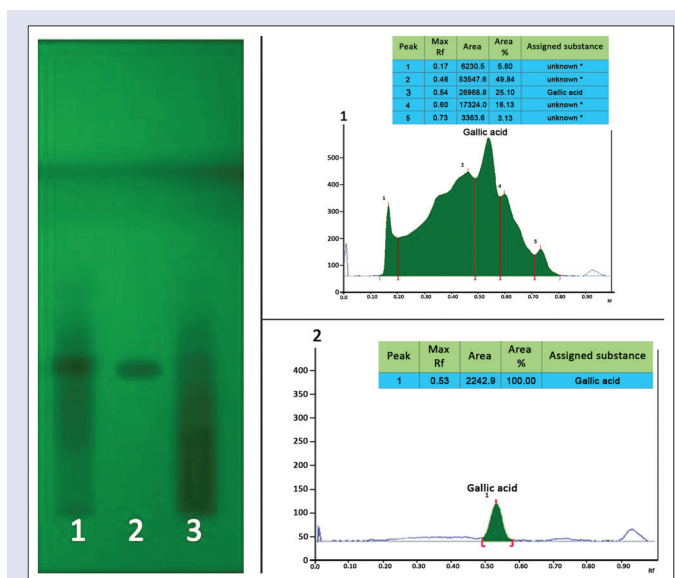 Peak Max Rf Area Area % Assigned substance
1 0.17 6230.5 5.80 unknown *
2 0.46 53547.6 49.84 unknown *
3 0.54 26968.8 25.10 Gallic acid
4 0.60 17324.0 16.13 unknown *
5 0.73 3363.6 3.13 unknown *
1
Gallic acid
500
400
300
200
100
0
1
2
4
5
0.0 0.10 0.20 0.30 0.40 0.50 0.60 0.70 0.80 0.90 Rf
2
Peak Max Rf Area Area % Assigned substance
1 0.53 2242.9 100.00 Gallic acid
400
350
300
250
200
150
100
50
0
Gallic acid
1
0.0 0.10 0.20 0.30 0.40 0.50 0.60 0.70 0.80 0.90 Rf
1 2 3